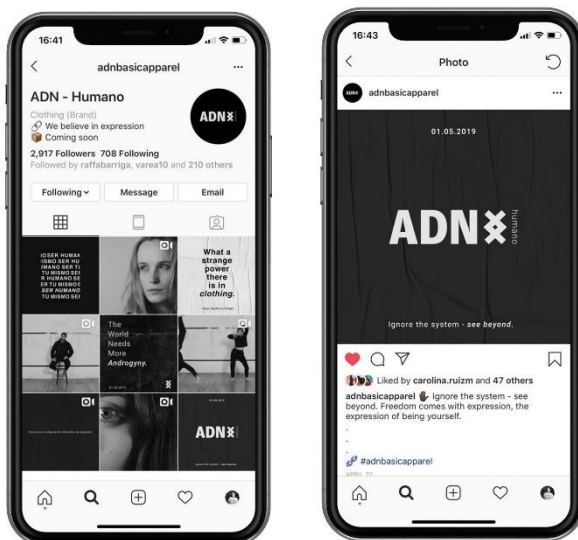 16:41
adnbasicapparel
ADN - Humano
Clothing (Brand)
We believe in expression
Coming soon
2,917 Followers 708 Following
Followed by raffabarriga, varea10 and 210 others
Following
Message
Email
ADN
What a
strange
power
there
is in
clothing.
The
World
Needs
More
Androgyny.
01.05.2019
ADN
16:43
Photo
adnbasicapparel
01.05.2019
ADN
humano
Ignore the system - see beyond.
Liked by carolina.ruizm and 47 others
adnbasicapparel Ignore the system - see
beyond. Freedom comes with expression, the
expression of being yourself.
.
.
.
#adnbasicapparel